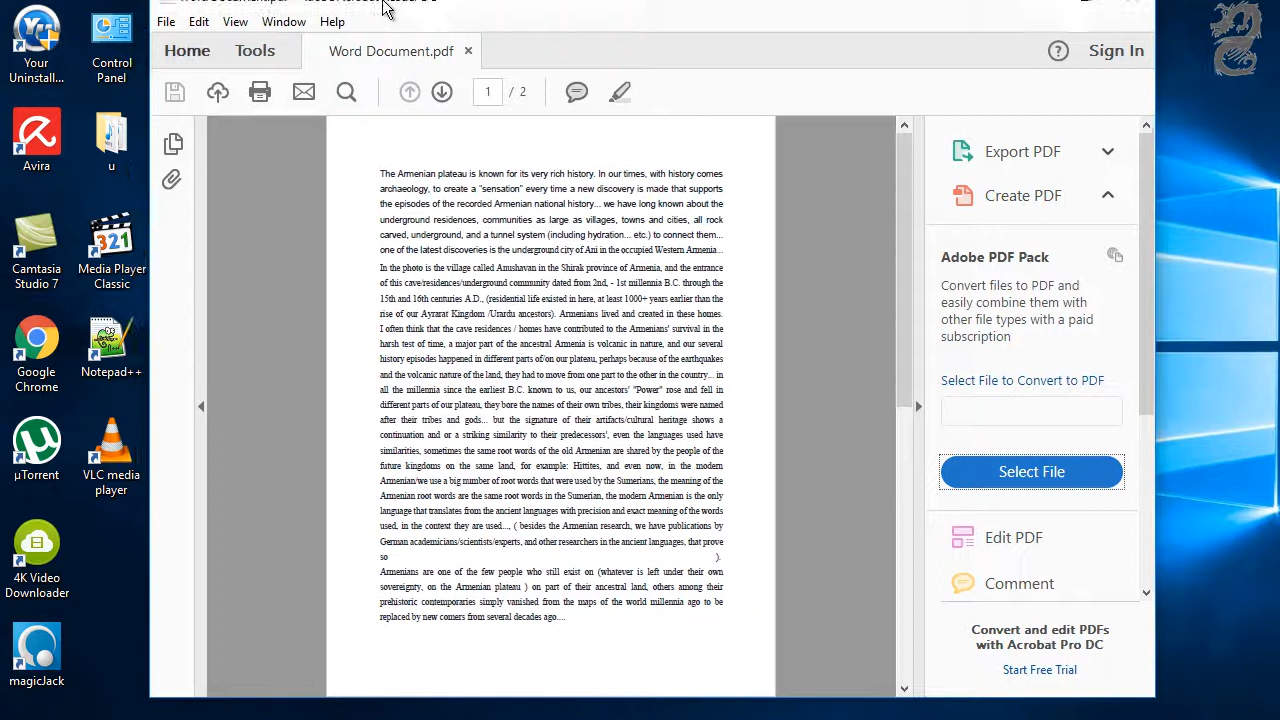 File Edit View Window Help
Home Tools Word Document.pdf × ? Sign In
1 / 2
Your Uninstall...
Control Panel
Avira
u
Camtasia Studio 7
Media Player Classic
321
Google Chrome
Notepad++
µTorrent
VLC media player
4K Video Downloader
magicJack
The Armenian plateau is known for its very rich history. In our times, with history comes
archaeology, to create a "sensation" every time a new discovery is made that supports
the episodes of the recorded Armenian national history... we have long known about the
underground residences, communities as large as villages, towns and cities, all rock
carved, underground, and a tunnel system (including hydration... etc.) to connect them...
one of the latest discoveries is the underground city of Ani in the occupied Western Armenia...
In the photo is the village called Anushavan in the Shirak province of Armenia, and the entrance
of this cave/residences/underground community dated from 2nd, - 1st millennia B.C. through the
15th and 16th centuries A.D., (residential life existed in here, at least 1000+ years earlier than the
rise of our Ayrarat Kingdom /Urardu ancestors). Armenians lived and created in these homes.
I often think that the cave residences / homes have contributed to the Armenians' survival in the
harsh test of time, a major part of the ancestral Armenia is volcanic in nature, and our several
history episodes happened in different parts of/on our plateau, perhaps because of the earthquakes
and the volcanic nature of the land, they had to move from one part to the other in the country... in
all the millennia since the earliest B.C. known to us, our ancestors' "Power" rose and fell in
different parts of our plateau, they bore the names of their own tribes, their kingdoms were named
after their tribes and gods... but the signature of their artifacts/cultural heritage shows a
continuation and or a striking similarity to their predecessors', even the languages used have
similarities, sometimes the same root words of the old Armenian are shared by the people of the
future kingdoms on the same land, for example: Hittites, and even now, in the modern
Armenian/we use a big number of root words that were used by the Sumerians, the meaning of the
Armenian root words are the same root words in the Sumerian, the modern Armenian is the only
language that translates from the ancient languages with precision and exact meaning of the words
used, in the context they are used..., ( besides the Armenian research, we have publications by
German academicians/scientists/experts, and other researchers in the ancient languages, that prove
so ).
Armenians are one of the few people who still exist on (whatever is left under their own
sovereignty, on the Armenian plateau ) on part of their ancestral land, others among their
prehistoric contemporaries simply vanished from the maps of the world millennia ago to be
replaced by new comers from several decades ago....
Export PDF
Create PDF
Adobe PDF Pack
Convert files to PDF and
easily combine them with
other file types with a paid
subscription
Select File to Convert to PDF
Select File
Edit PDF
Comment
Convert and edit PDFs
with Acrobat Pro DC
Start Free Trial